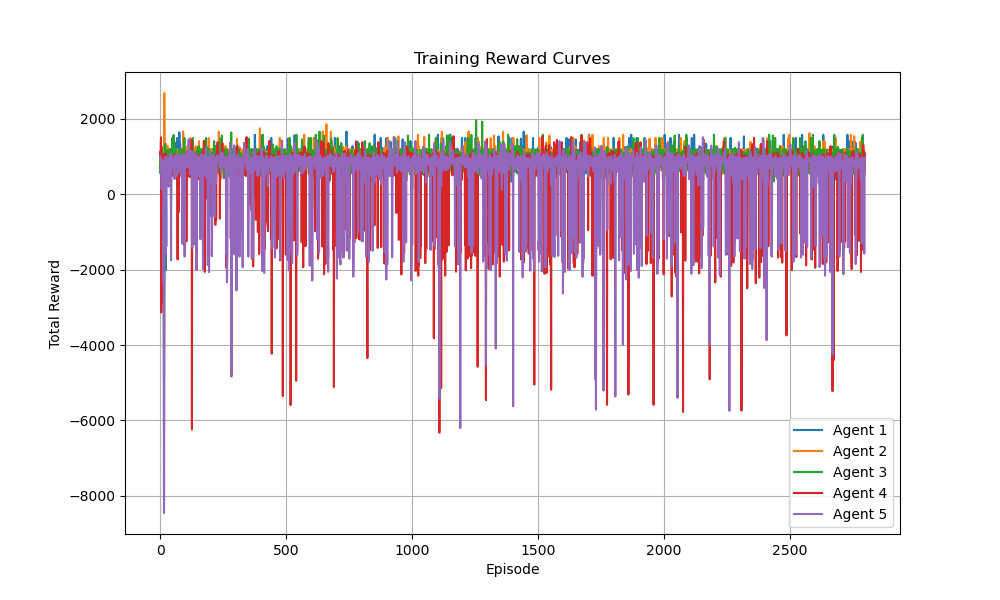 Training Reward Curves
Total Reward
2000
0
−2000
−4000
−6000
−8000
0 500 1000 1500 2000 2500
Episode
Agent 1
Agent 2
Agent 3
Agent 4
Agent 5